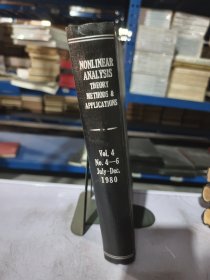 NONLINEAR
ANALYSIS
THEORY
METHODS &
APPLICATIONS
Vol. 4
No. 4—6
July—Dec.
1980